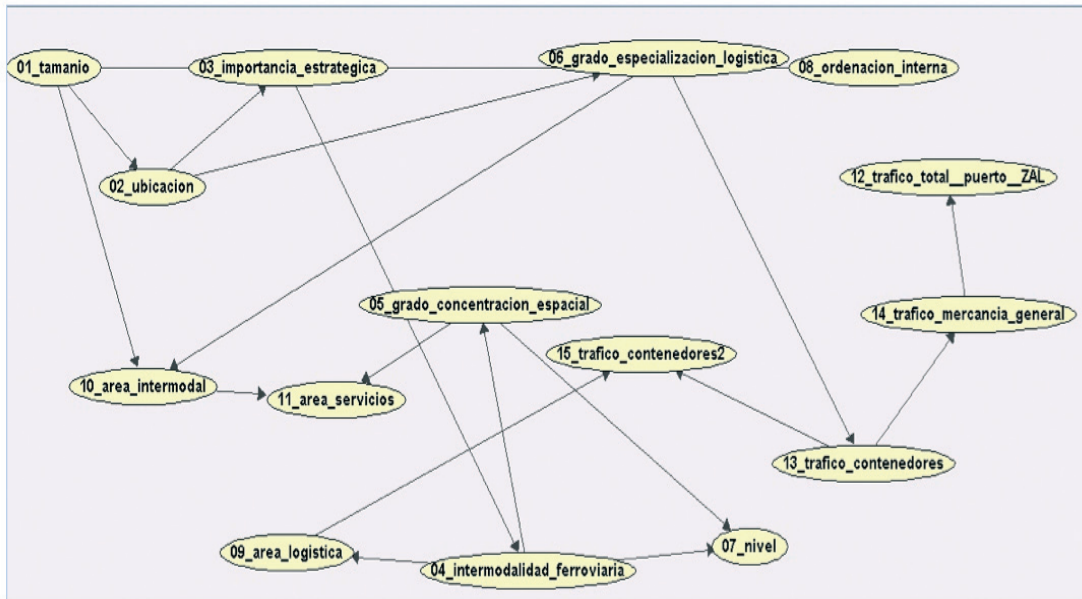 01_tamanio
03_importancia_estrategica
06_grado_especializacion_logistica
08_ordenacion_interna
02_ubicacion
12_trafico_total__puerto__ZAL
05_grado_concentracion_espacial
14_trafico_mercancia_general
15_trafico_contenedores2
10_area_intermodal
11_area_servicios
13_trafico_contenedores
09_area_logistica
04_intermodalidad_ferroviaria
07_nivel